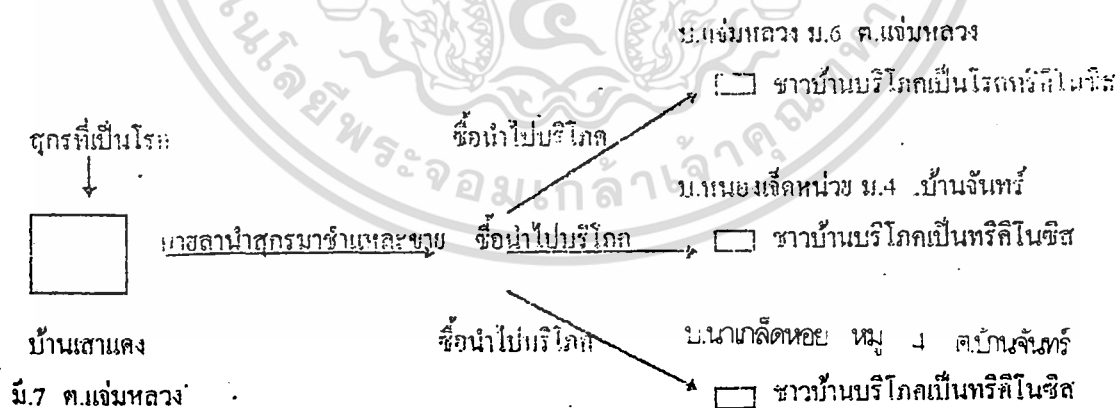 บ.แจ่มหลวง ม.6 ต.แจ่มหลวง
ชาวบ้านบริโภคเป็นโรคทริคิโนซิส
สุกรที่เป็นโรค
ซื้อนำไปบริโภค
บ.หนองเจ็ดหน่วย ม.4 .บ้านจันทร์
นายลานำสุกรมาชำแหละขาย ซื้อนำไปบริโภค
ชาวบ้านบริโภคเป็นทริคิโนซิส
บ้านเสาแดง
ซื้อนำไปบริโภค
บ.นาเกล็ดหอย หมู่ 4 ต.บ้านจันทร์
ม.7 ต.แจ่มหลวง
ชาวบ้านบริโภคเป็นทริคิโนซิส